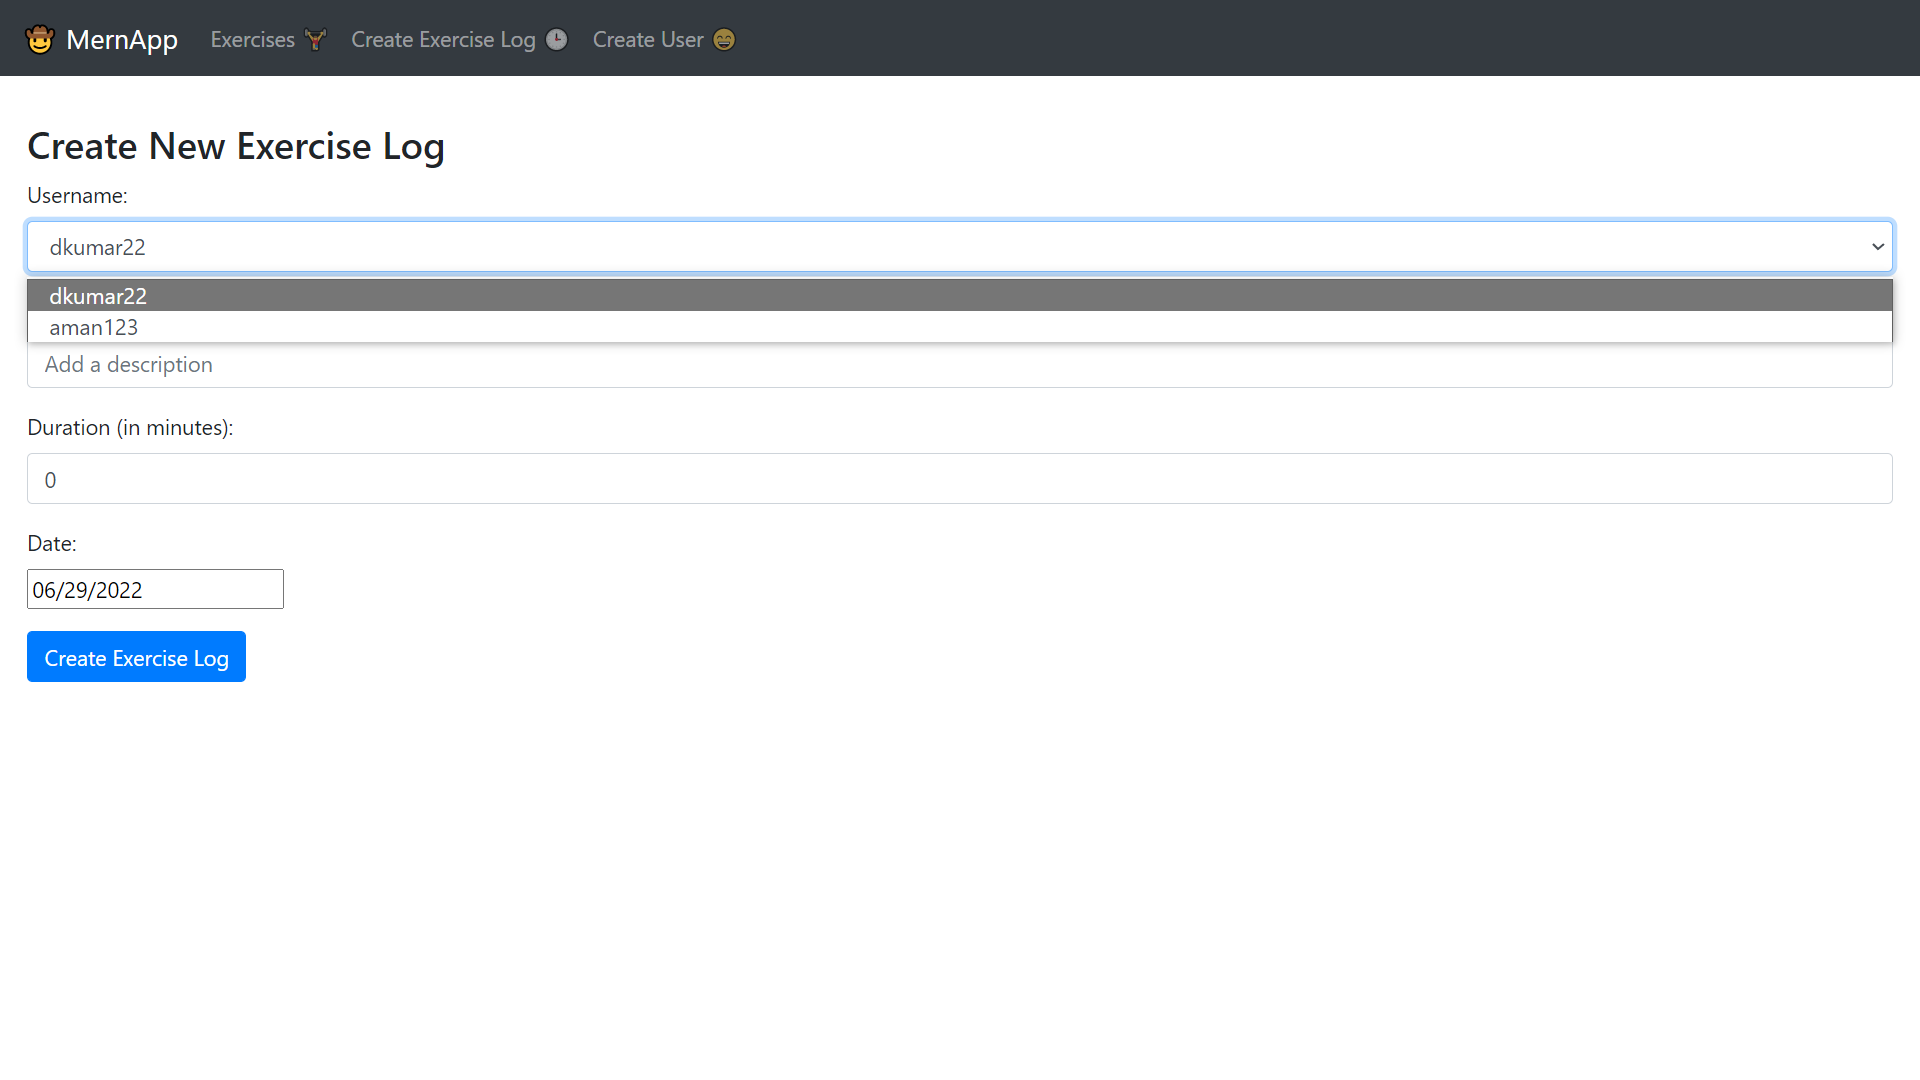 MernApp Exercises Create Exercise Log Create User
Create New Exercise Log
Username:
dkumar22
dkumar22
aman123
Add a description
Duration (in minutes):
0
Date:
06/29/2022
Create Exercise Log